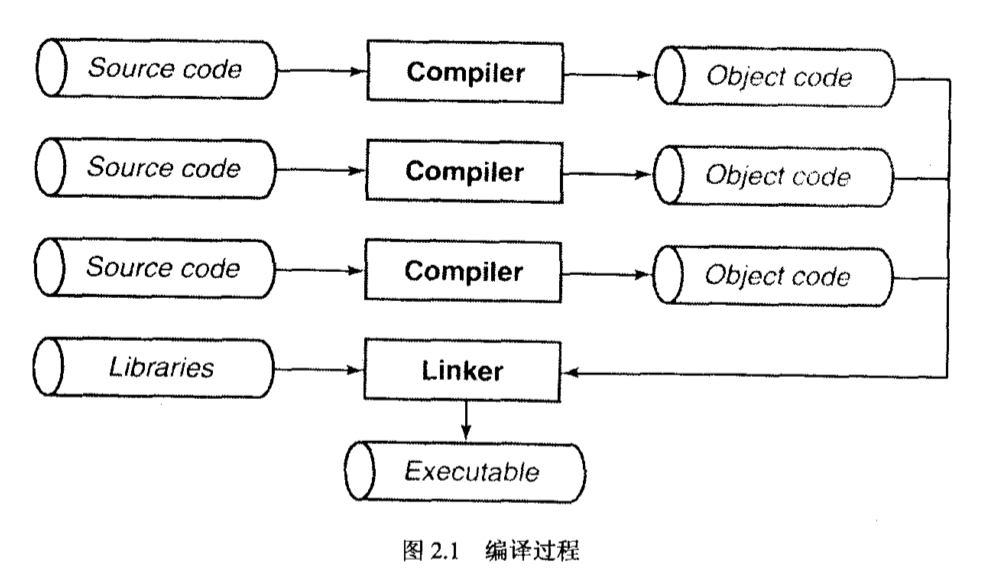 Source code Compiler Object code
Source code Compiler Object code
Source code Compiler Object code
Libraries Linker
Executable
图 2.1 编译过程